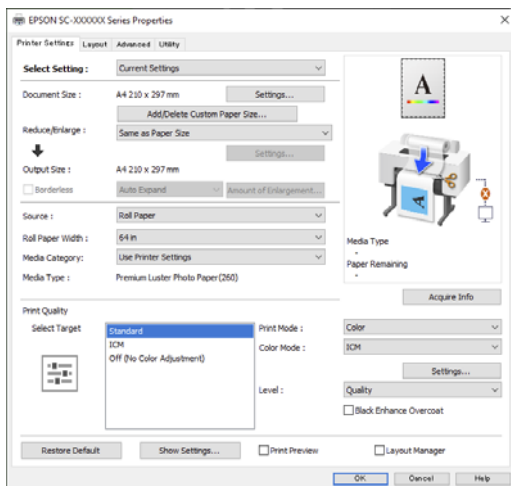 EPSON SC-XXXXXX Series Properties
Printer Settings Layout Advanced Utility
Select Setting : Current Settings
Document Size : A4 210 x 297 mm Settings...
Add/Delete Custom Paper Size...
Reduce/Enlarge : Same as Paper Size
Settings...
Output Size : A4 210 x 297 mm
Borderless Auto Expand Amount of Enlargement...
Source : Roll Paper
Roll Paper Width : 64 in
Media Category: Use Printer Settings
Media Type : Premium Luster Photo Paper(260)
A
A
Media Type
-
Paper Remaining
-
Acquire Info
Print Quality
Select Target
Standard
ICM
Off (No Color Adjustment)
Print Mode : Color
Color Mode : ICM
Settings...
Level : Quality
Black Enhance Overcoat
Restore Default Show Settings... Print Preview Layout Manager
OK Cancel Help